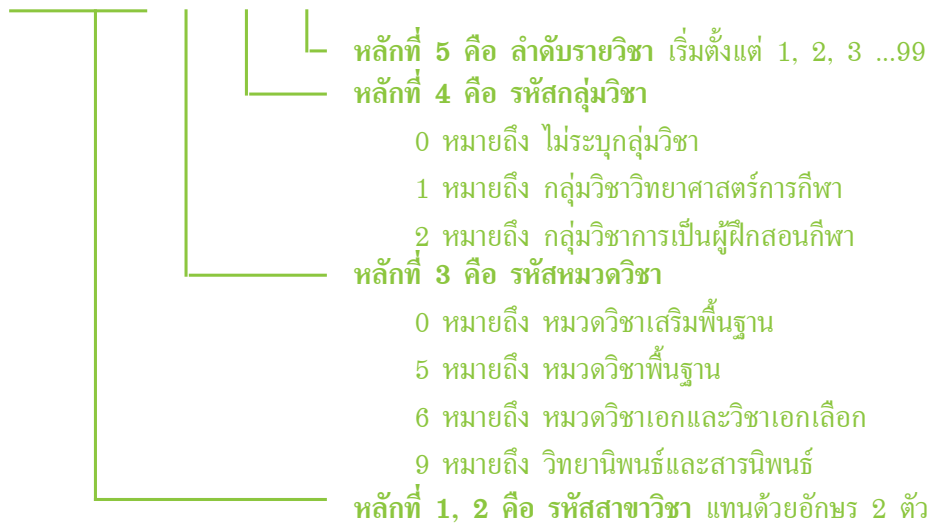 หลักที่ 5 คือ ลำดับรายวิชา เริ่มตั้งแต่ 1, 2, 3 ...99
หลักที่ 4 คือ รหัสกลุ่มวิชา
0 หมายถึง ไม่ระบุกลุ่มวิชา
1 หมายถึง กลุ่มวิชาวิทยาศาสตร์การกีฬา
2 หมายถึง กลุ่มวิชาการเป็นผู้ฝึกสอนกีฬา
หลักที่ 3 คือ รหัสหมวดวิชา
0 หมายถึง หมวดวิชาเสริมพื้นฐาน
5 หมายถึง หมวดวิชาพื้นฐาน
6 หมายถึง หมวดวิชาเอกและวิชาเอกเลือก
9 หมายถึง วิทยานิพนธ์และสารนิพนธ์
หลักที่ 1, 2 คือ รหัสสาขาวิชา แทนด้วยอักษร 2 ตัว